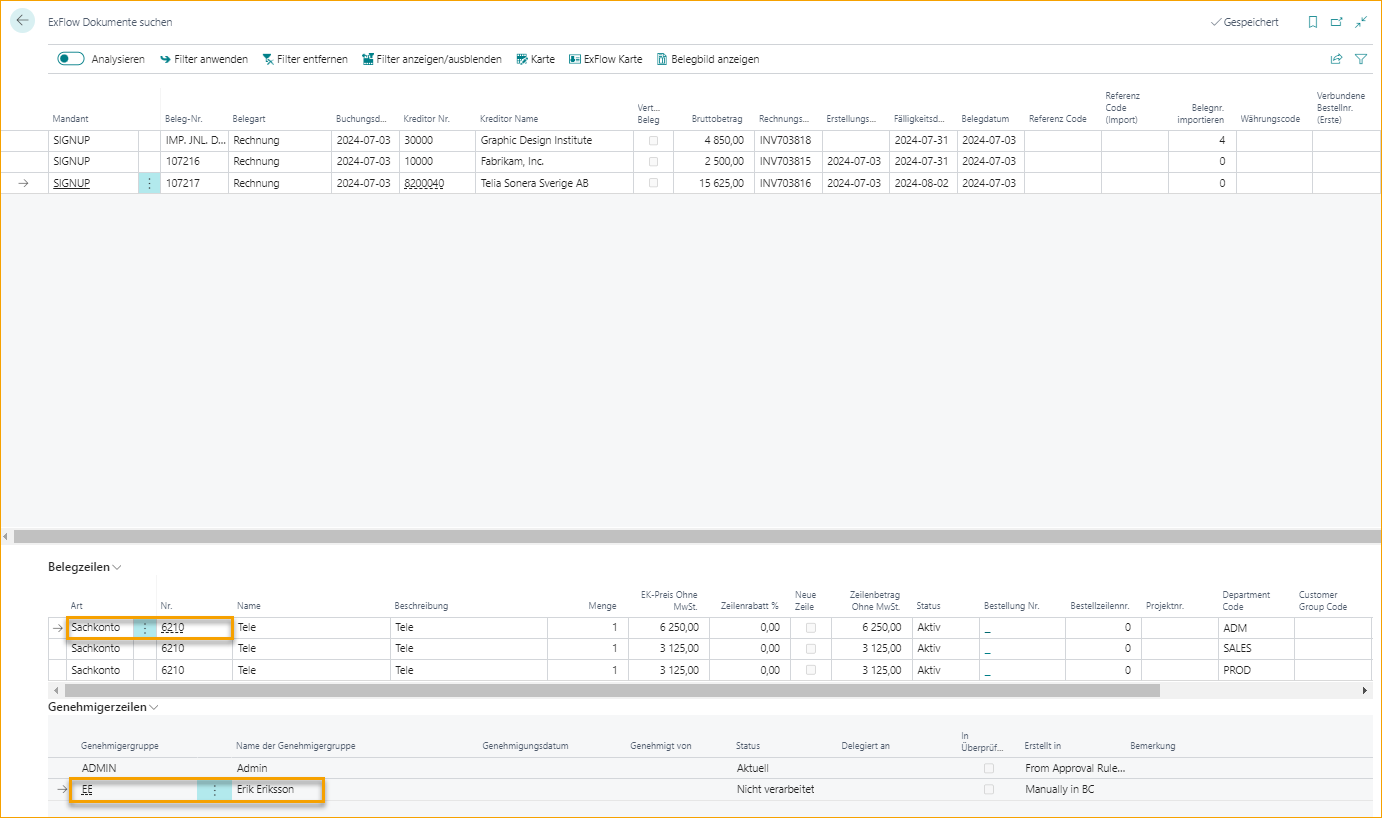 ExFlow Dokumente suchen
Gespeichert
Analysieren Filter anwenden Filter entfernen Filter anzeigen/ausblenden Karte ExFlow Karte Belegbild anzeigen
Mandant Beleg-Nr. Belegart Buchungsd... Kreditor Nr. Kreditor Name Vert... Beleg Bruttobetrag Rechnungs... Erstellungs... Fälligkeitsd... Belegdatum Referenz Code Referenz Code (Import) Belegnr. importieren Währungscode Verbundene Bestellnr. (Erste)
SIGNUP IMP. JNL. D... Rechnung 2024-07-03 30000 Graphic Design Institute 4 850,00 INV703818 2024-07-31 2024-07-03 4
SIGNUP 107216 Rechnung 2024-07-03 10000 Fabrikam, Inc. 2 500,00 INV703815 2024-07-03 2024-07-31 2024-07-03 0
SIGNUP 107217 Rechnung 2024-07-03 8200040 Telia Sonera Sverige AB 15 625,00 INV703816 2024-07-03 2024-08-02 2024-07-03 0
Belegzeilen
Art Nr. Name Beschreibung Menge EK-Preis Ohne MwSt. Zeilenrabatt % Neue Zeile Zeilenbetrag Ohne MwSt. Status Bestellung Nr. Bestellzeilennr. Projektnr. Department Code Customer Group Code
Sachkonto 6210 Tele Tele 1 6 250,00 0,00 6 250,00 Aktiv _ 0 ADM
Sachkonto 6210 Tele Tele 1 3 125,00 0,00 3 125,00 Aktiv _ 0 SALES
Sachkonto 6210 Tele Tele 1 3 125,00 0,00 3 125,00 Aktiv _ 0 PROD
Genehmigerzeilen
Genehmigergruppe Name der Genehmigergruppe Genehmigungsdatum Genehmigt von Status Delegiert an In Überprüf... Erstellt in Bemerkung
ADMIN Admin Aktuell From Approval Rule...
EE Erik Eriksson Nicht verarbeitet Manually in BC